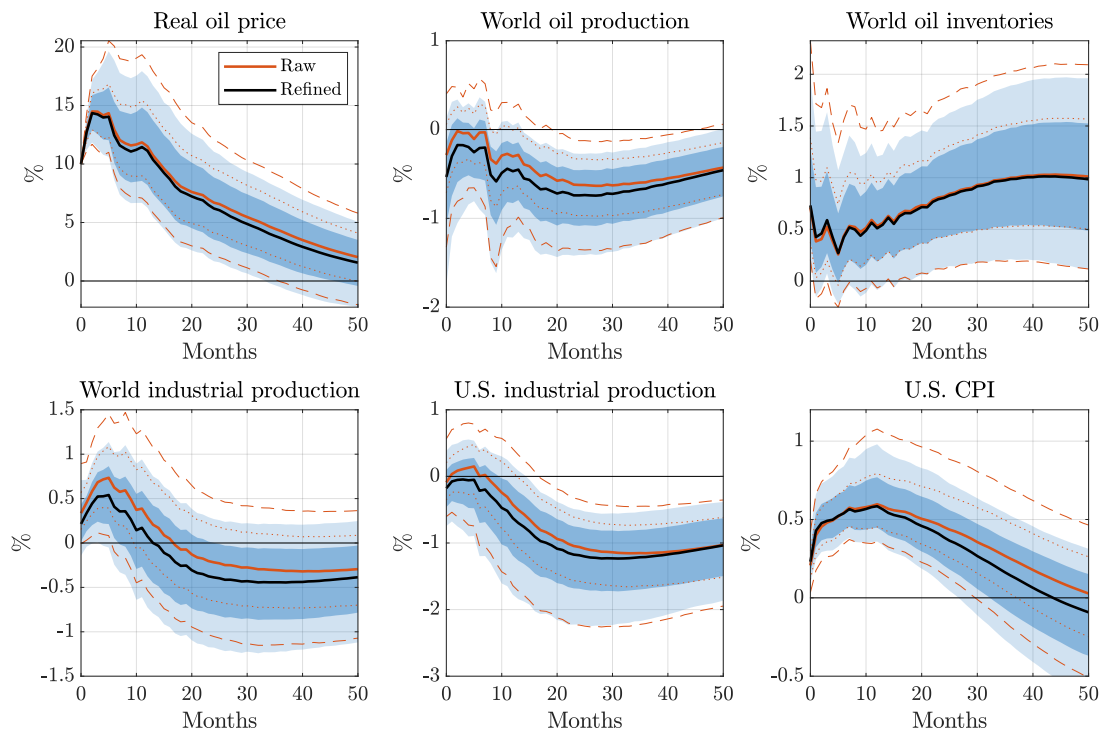 Real oil price
World oil production
World oil inventories
20
15
10
5
0
%
0 10 20 30 40 50
Months
Raw
Refined
1
0
-1
-2
%
0 10 20 30 40 50
Months
2
1.5
1
0.5
0
%
0 10 20 30 40 50
Months
World industrial production
U.S. industrial production
U.S. CPI
1.5
1
0.5
0
-0.5
-1
-1.5
%
0 10 20 30 40 50
Months
1
0
-1
-2
-3
%
0 10 20 30 40 50
Months
1
0.5
0
-0.5
%
0 10 20 30 40 50
Months